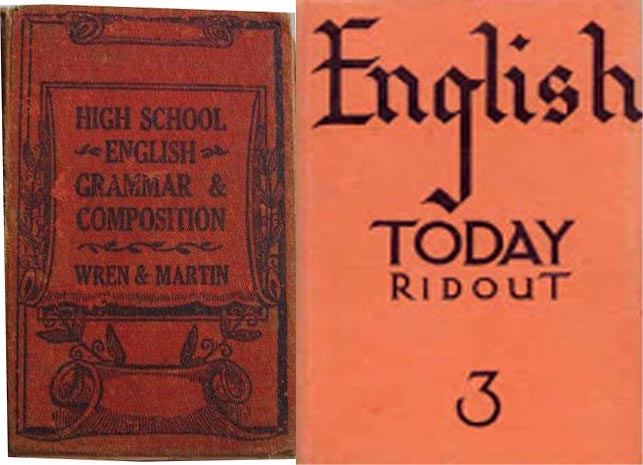 HIGH SCHOOL
ENGLISH
GRAMMAR &
COMPOSITION
WREN & MARTIN
English
TODAY
RIDOUT
3